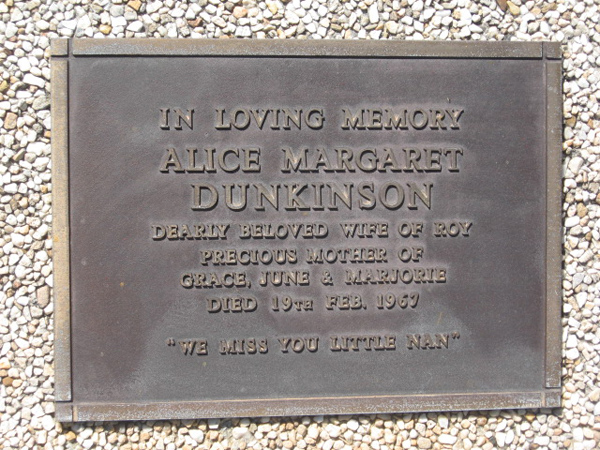 IN LOVING MEMORY
ALICE MARGARET
DUNKINSON
DEARLY BELOVED WIFE OF ROY
PRECIOUS MOTHER OF
GRACE, JUNE & MARJORIE
DIED 19TH FEB. 1967
"WE MISS YOU LITTLE NAN"